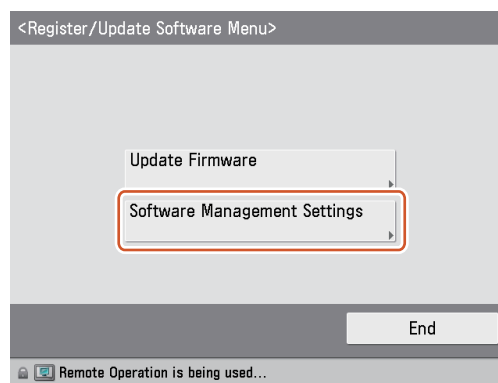 <Register/Update Software Menu>
Update Firmware
Software Management Settings
End
Remote Operation is being used...